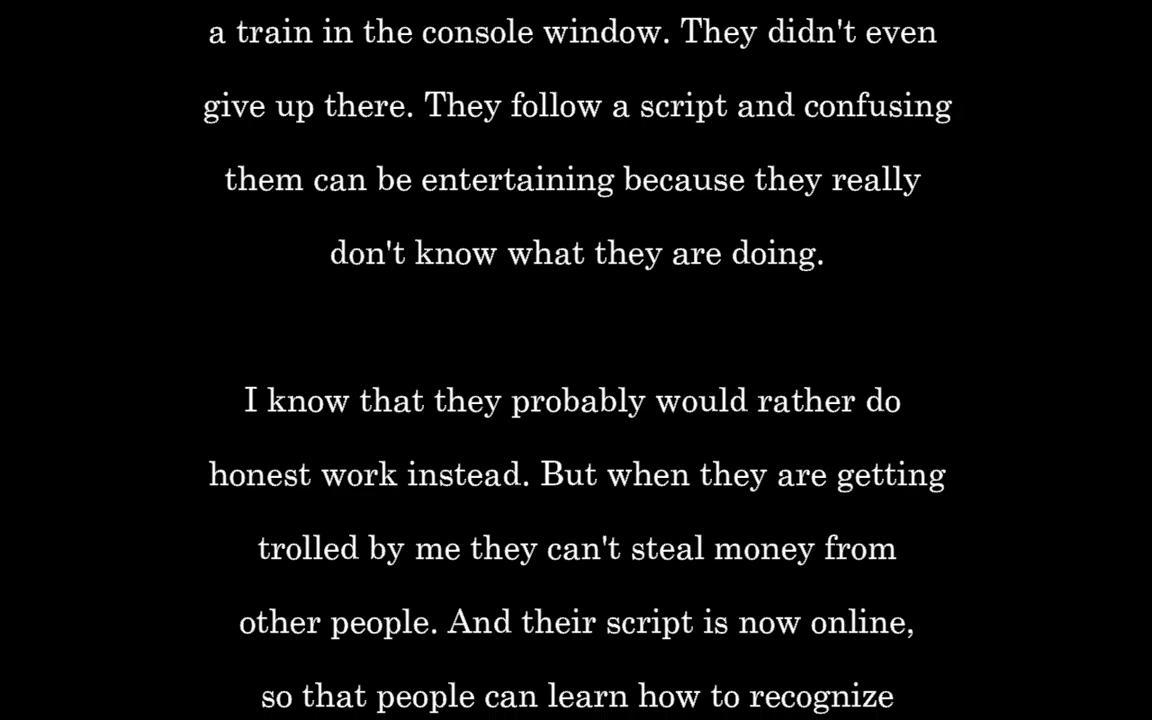 a train in the console window. They didn't even
give up there. They follow a script and confusing
them can be entertaining because they really
don't know what they are doing.
I know that they probably would rather do
honest work instead. But when they are getting
trolled by me they can't steal money from
other people. And their script is now online,
so that people can learn how to recognize